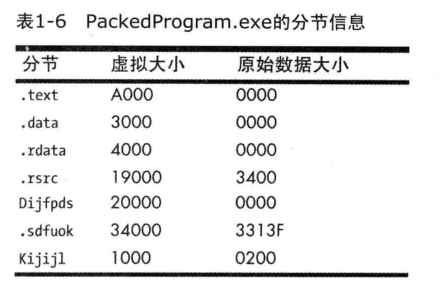 表1-6 PackedProgram.exe的分节信息
分节 虚拟大小 原始数据大小
.text A000 0000
.data 3000 0000
.rdata 4000 0000
.rsrc 19000 3400
Dijfpds 20000 0000
.sdfuok 34000 3313F
Kijijl 1000 0200